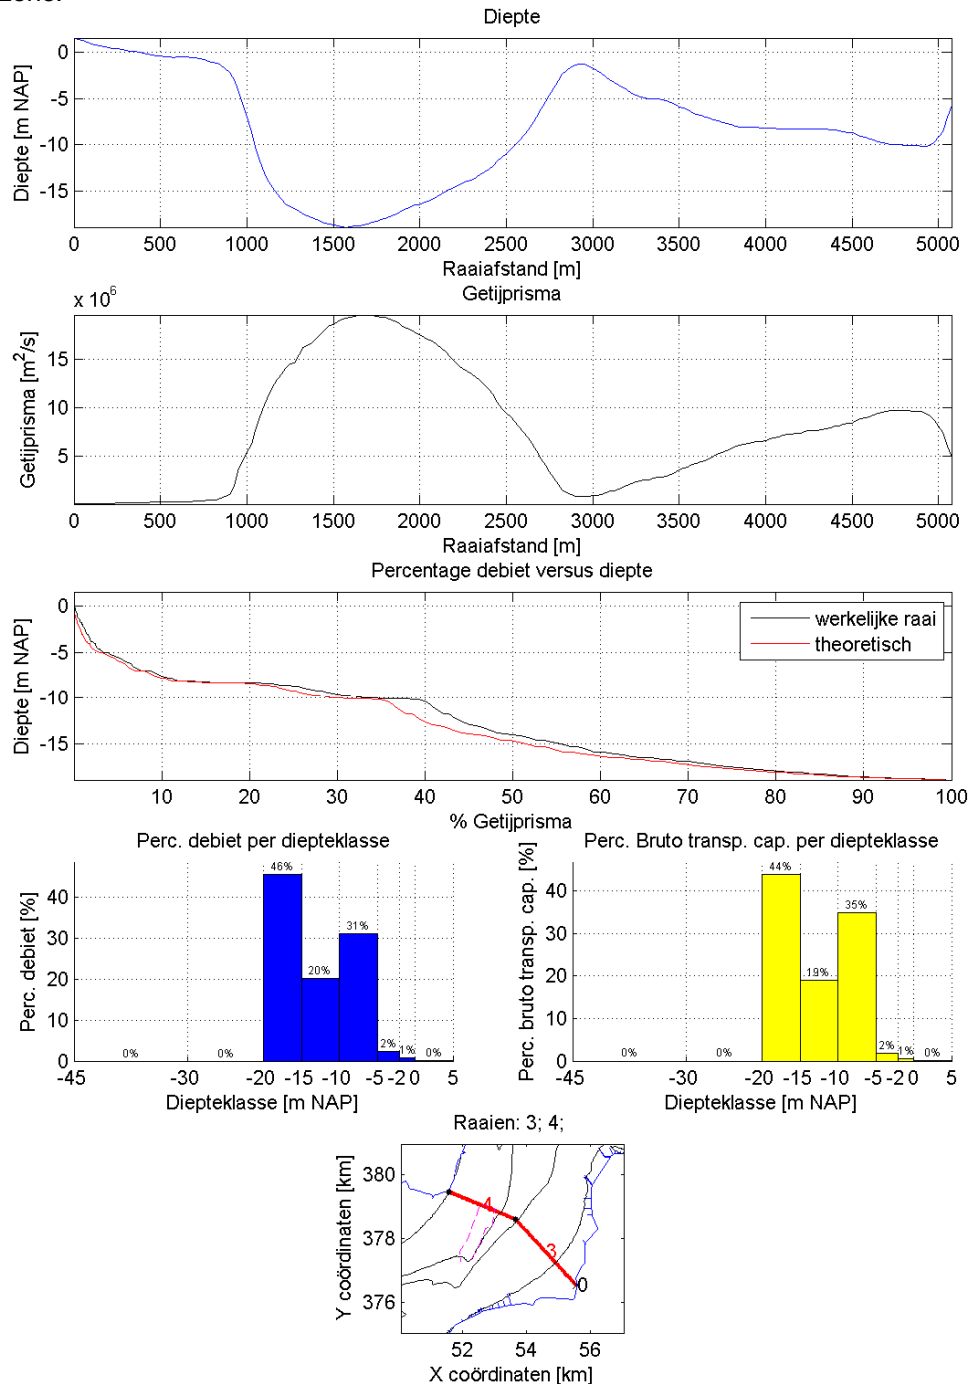 zone.
Diepte
Diepte [m NAP]
0
-5
-10
-15
0 500 1000 1500 2000 2500 3000 3500 4000 4500 5000
Raaiafstand [m]
Getijprisma
x 10^6
Getijprisma [m^2/s]
15
10
5
0 500 1000 1500 2000 2500 3000 3500 4000 4500 5000
Raaiafstand [m]
Percentage debiet versus diepte
Diepte [m NAP]
0
-5
-10
-15
werkelijke raai
theoretisch
10 20 30 40 50 60 70 80 90 100
% Getijprisma
Perc. debiet per diepteklasse
Perc. debiet [%]
40
30
20
10
0
0% 0% 46% 20% 31% 2% 1% 0%
-45 -30 -20 -15 -10 -5 -2 0 5
Diepteklasse [m NAP]
Perc. Bruto transp. cap. per diepteklasse
Perc. bruto transp. cap. [%]
40
20
0
0% 0% 44% 19% 35% 2% 1% 0%
-45 -30 -20 -15 -10 -5 -2 0 5
Diepteklasse [m NAP]
Raaien: 3; 4;
Y coördinaten [km]
380
378
376
4
3
0
52 54 56
X coördinaten [km]